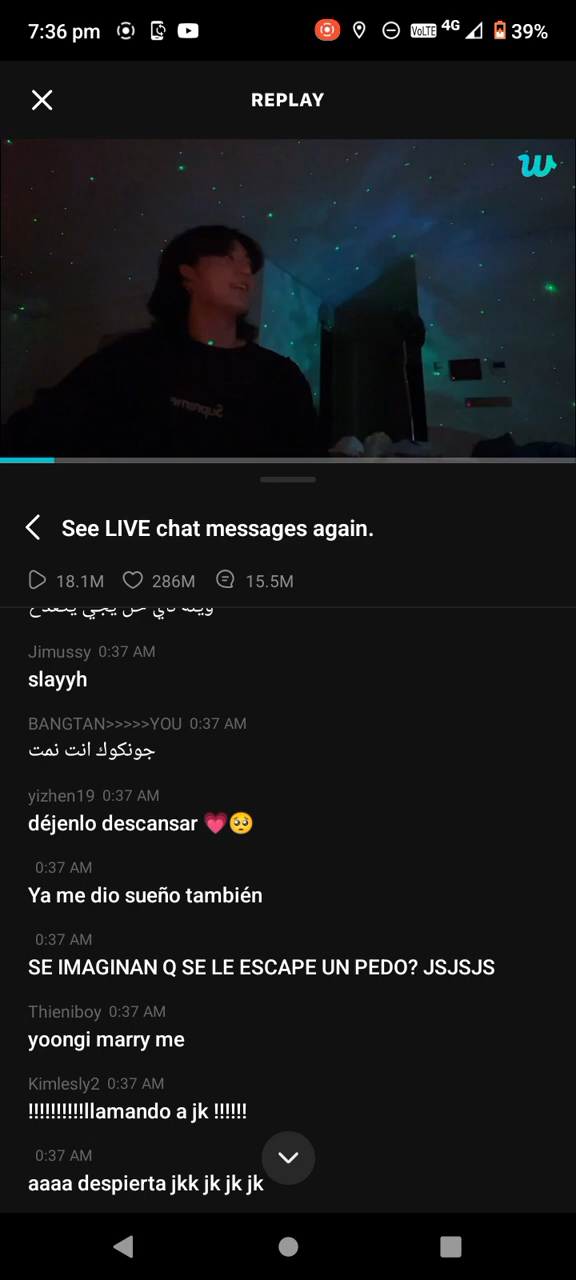 7:36 pm
VoLTE 4G 39%
REPLAY
w
Supreme
See LIVE chat messages again.
18.1M 286M 15.5M
Jimussy 0:37 AM
slayyh
BANGTAN>>>>>YOU 0:37 AM
جونكوك انت نمت
yizhen19 0:37 AM
déjenlo descansar 💗🥺
0:37 AM
Ya me dio sueño también
0:37 AM
SE IMAGINAN Q SE LE ESCAPE UN PEDO? JSJSJS
Thieniboy 0:37 AM
yoongi marry me
Kimlesly2 0:37 AM
!!!!!!!!!!llamando a jk !!!!!!
0:37 AM
aaaa despierta jkk jk jk jk